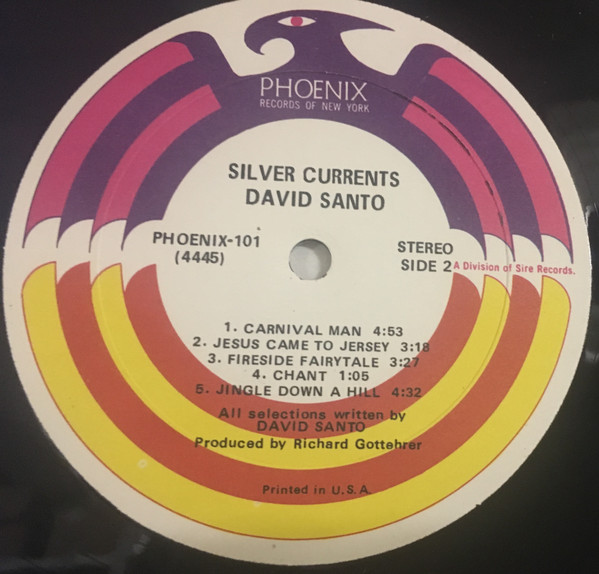 PHOENIX
RECORDS OF NEW YORK
SILVER CURRENTS
DAVID SANTO
PHOENIX-101
(4445)
STEREO
SIDE 2
A Division of Sire Records.
1. CARNIVAL MAN 4:53
2. JESUS CAME TO JERSEY 3:18
3. FIRESIDE FAIRYTALE 3:27
4. CHANT 1:05
5. JINGLE DOWN A HILL 4:32
All selections written by
DAVID SANTO
Produced by Richard Gottehrer
Printed in U.S.A.